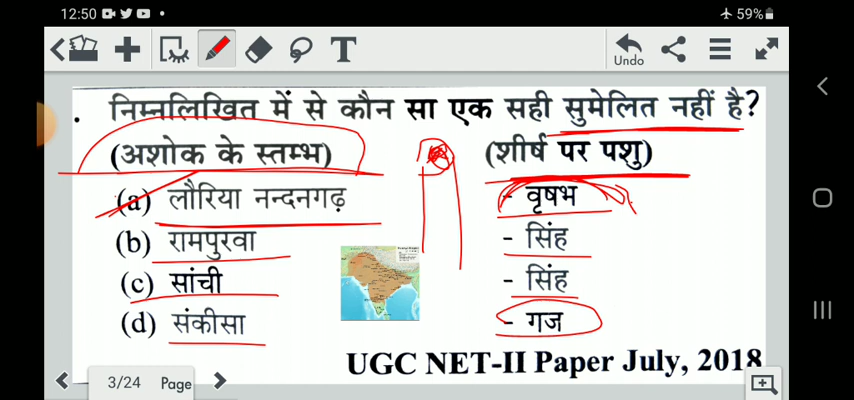 12:50
59%
T
Undo
. निम्नलिखित में से कौन सा एक सही सुमेलित नहीं है?
(अशोक के स्तम्भ) (शीर्ष पर पशु)
(a) लौरिया नन्दनगढ़ - वृषभ
(b) रामपुरवा - सिंह
(c) सांची - सिंह
(d) संकीसा - गज
UGC NET-II Paper July, 2018
3/24 Page